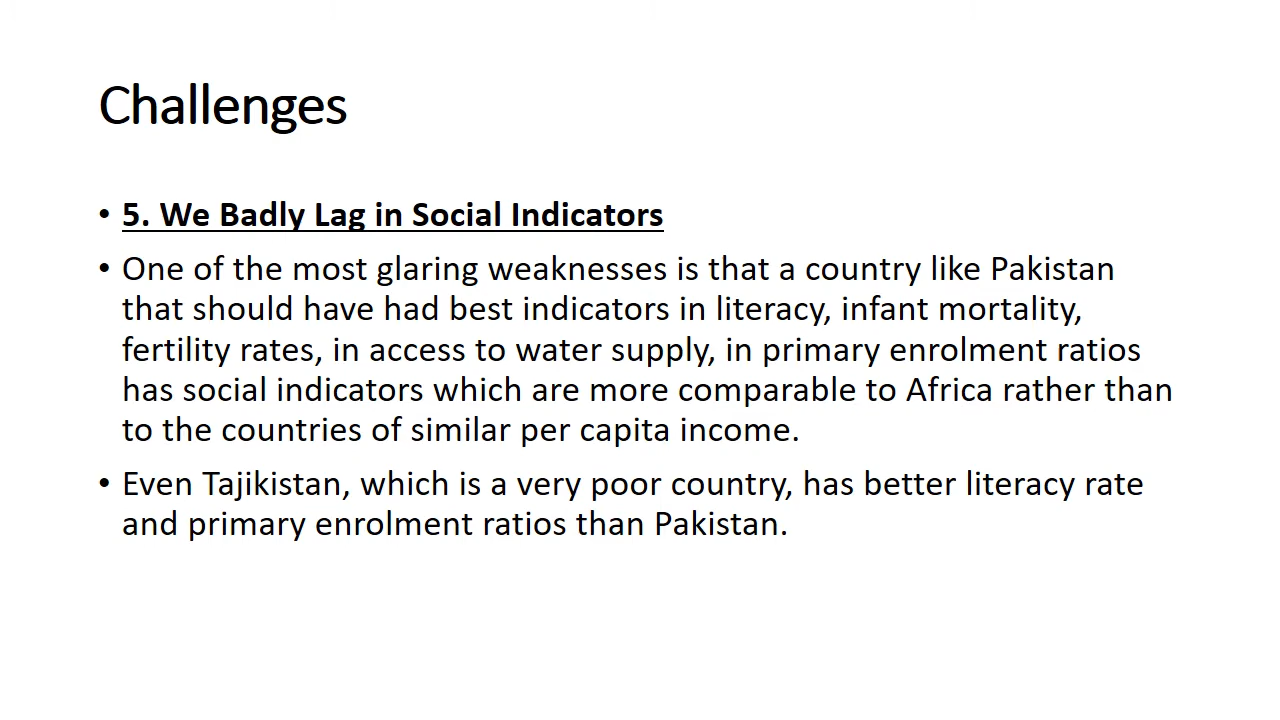 Challenges
• 5. We Badly Lag in Social Indicators
• One of the most glaring weaknesses is that a country like Pakistan
that should have had best indicators in literacy, infant mortality,
fertility rates, in access to water supply, in primary enrolment ratios
has social indicators which are more comparable to Africa rather than
to the countries of similar per capita income.
• Even Tajikistan, which is a very poor country, has better literacy rate
and primary enrolment ratios than Pakistan.